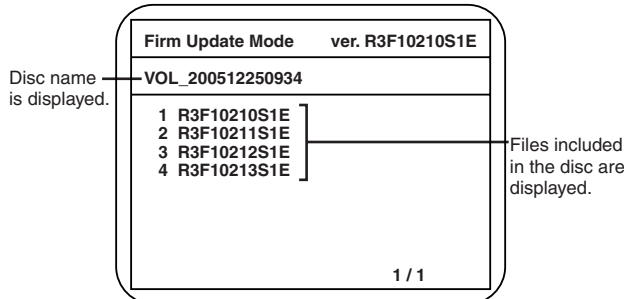 Firm Update Mode ver. R3F10210S1E
Disc name
is displayed.
VOL_200512250934
1 R3F10210S1E
2 R3F10211S1E
3 R3F10212S1E
4 R3F10213S1E
Files included
in the disc are
displayed.
1 / 1